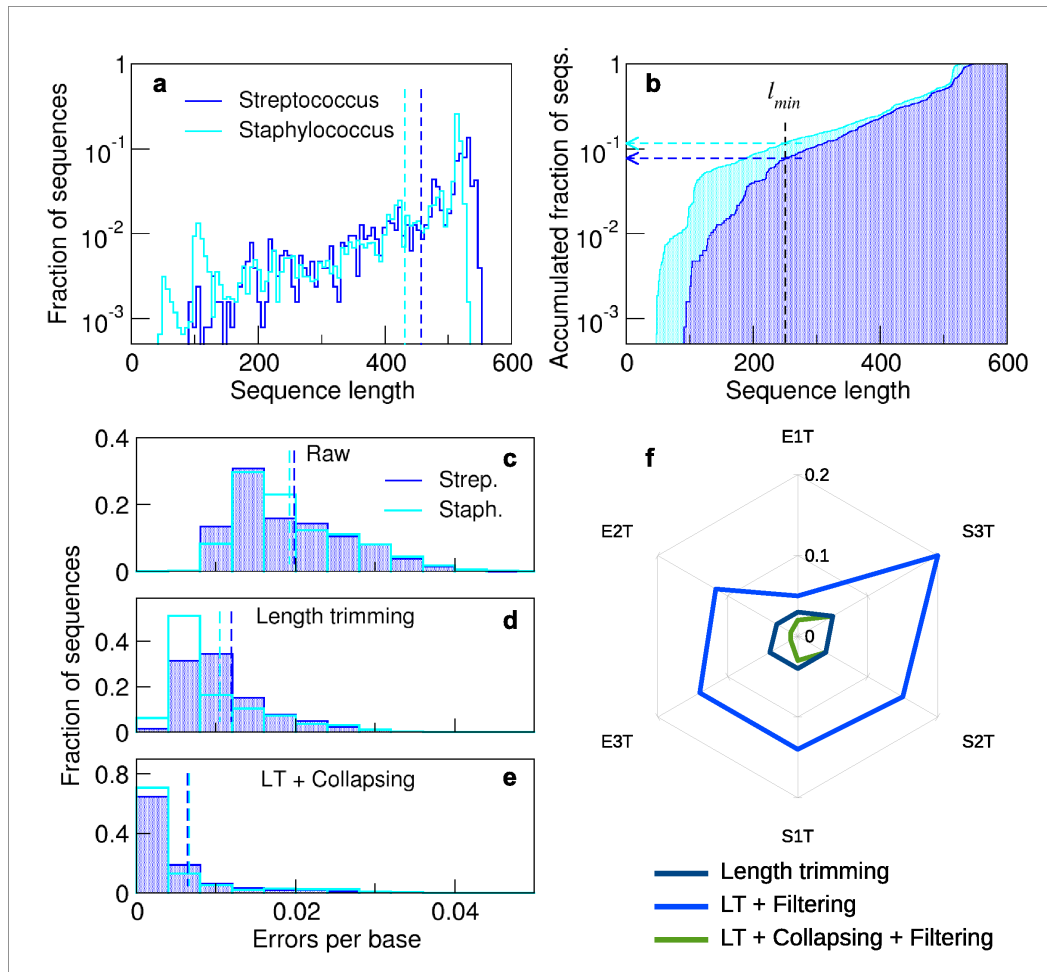 a
Streptococcus
Staphylococcus
1
10-1
10-2
10-3
Fraction of sequences
0 200 400 600
Sequence length
b
lmin
1
10-1
10-2
10-3
Accumulated fraction of seqs.
0 200 400 600
Sequence length
Raw
c
Strep.
Staph.
0.4
0.2
0
Length trimming
d
0.4
0.2
0
LT + Collapsing
e
0.8
0.4
0
Fraction of sequences
0 0.02 0.04
Errors per base
f
E1T
0.2
0.1
0
S3T
S2T
S1T
E3T
E2T
Length trimming
LT + Filtering
LT + Collapsing + Filtering